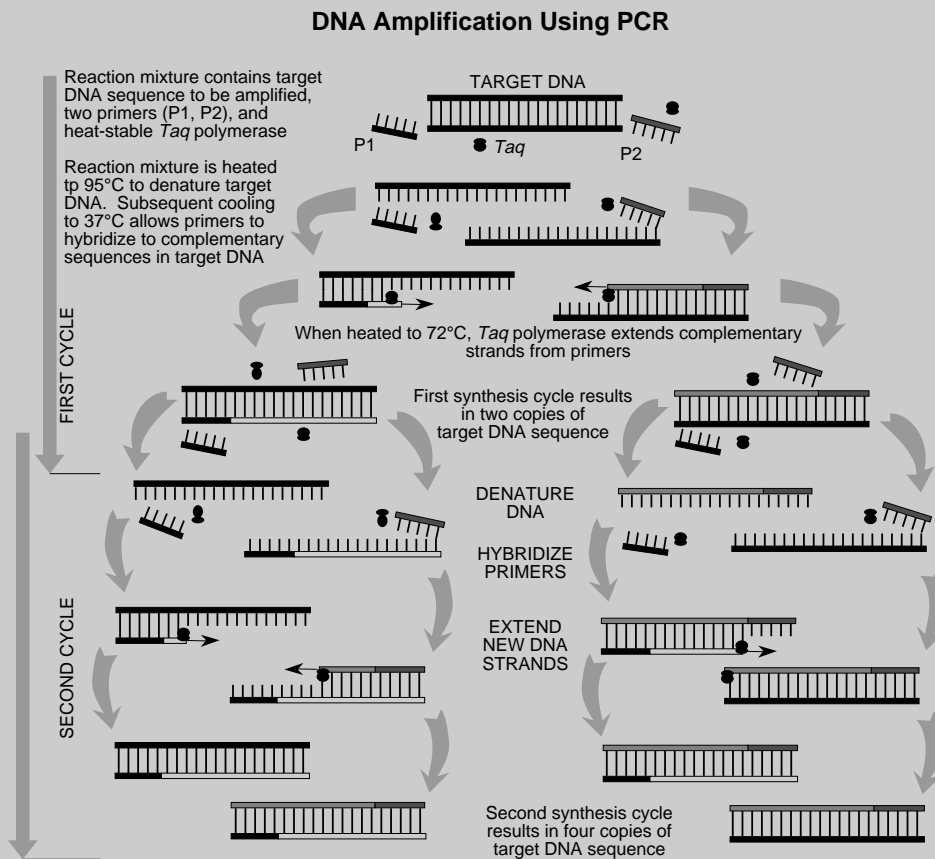 DNA Amplification Using PCR
Reaction mixture contains target
DNA sequence to be amplified,
two primers (P1, P2), and
heat-stable Taq polymerase
TARGET DNA
P1
Taq
P2
Reaction mixture is heated
tp 95°C to denature target
DNA. Subsequent cooling
to 37°C allows primers to
hybridize to complementary
sequences in target DNA
When heated to 72°C, Taq polymerase extends complementary
strands from primers
FIRST CYCLE
First synthesis cycle results
in two copies of
target DNA sequence
DENATURE
DNA
HYBRIDIZE
PRIMERS
EXTEND
NEW DNA
STRANDS
SECOND CYCLE
Second synthesis cycle
results in four copies of
target DNA sequence